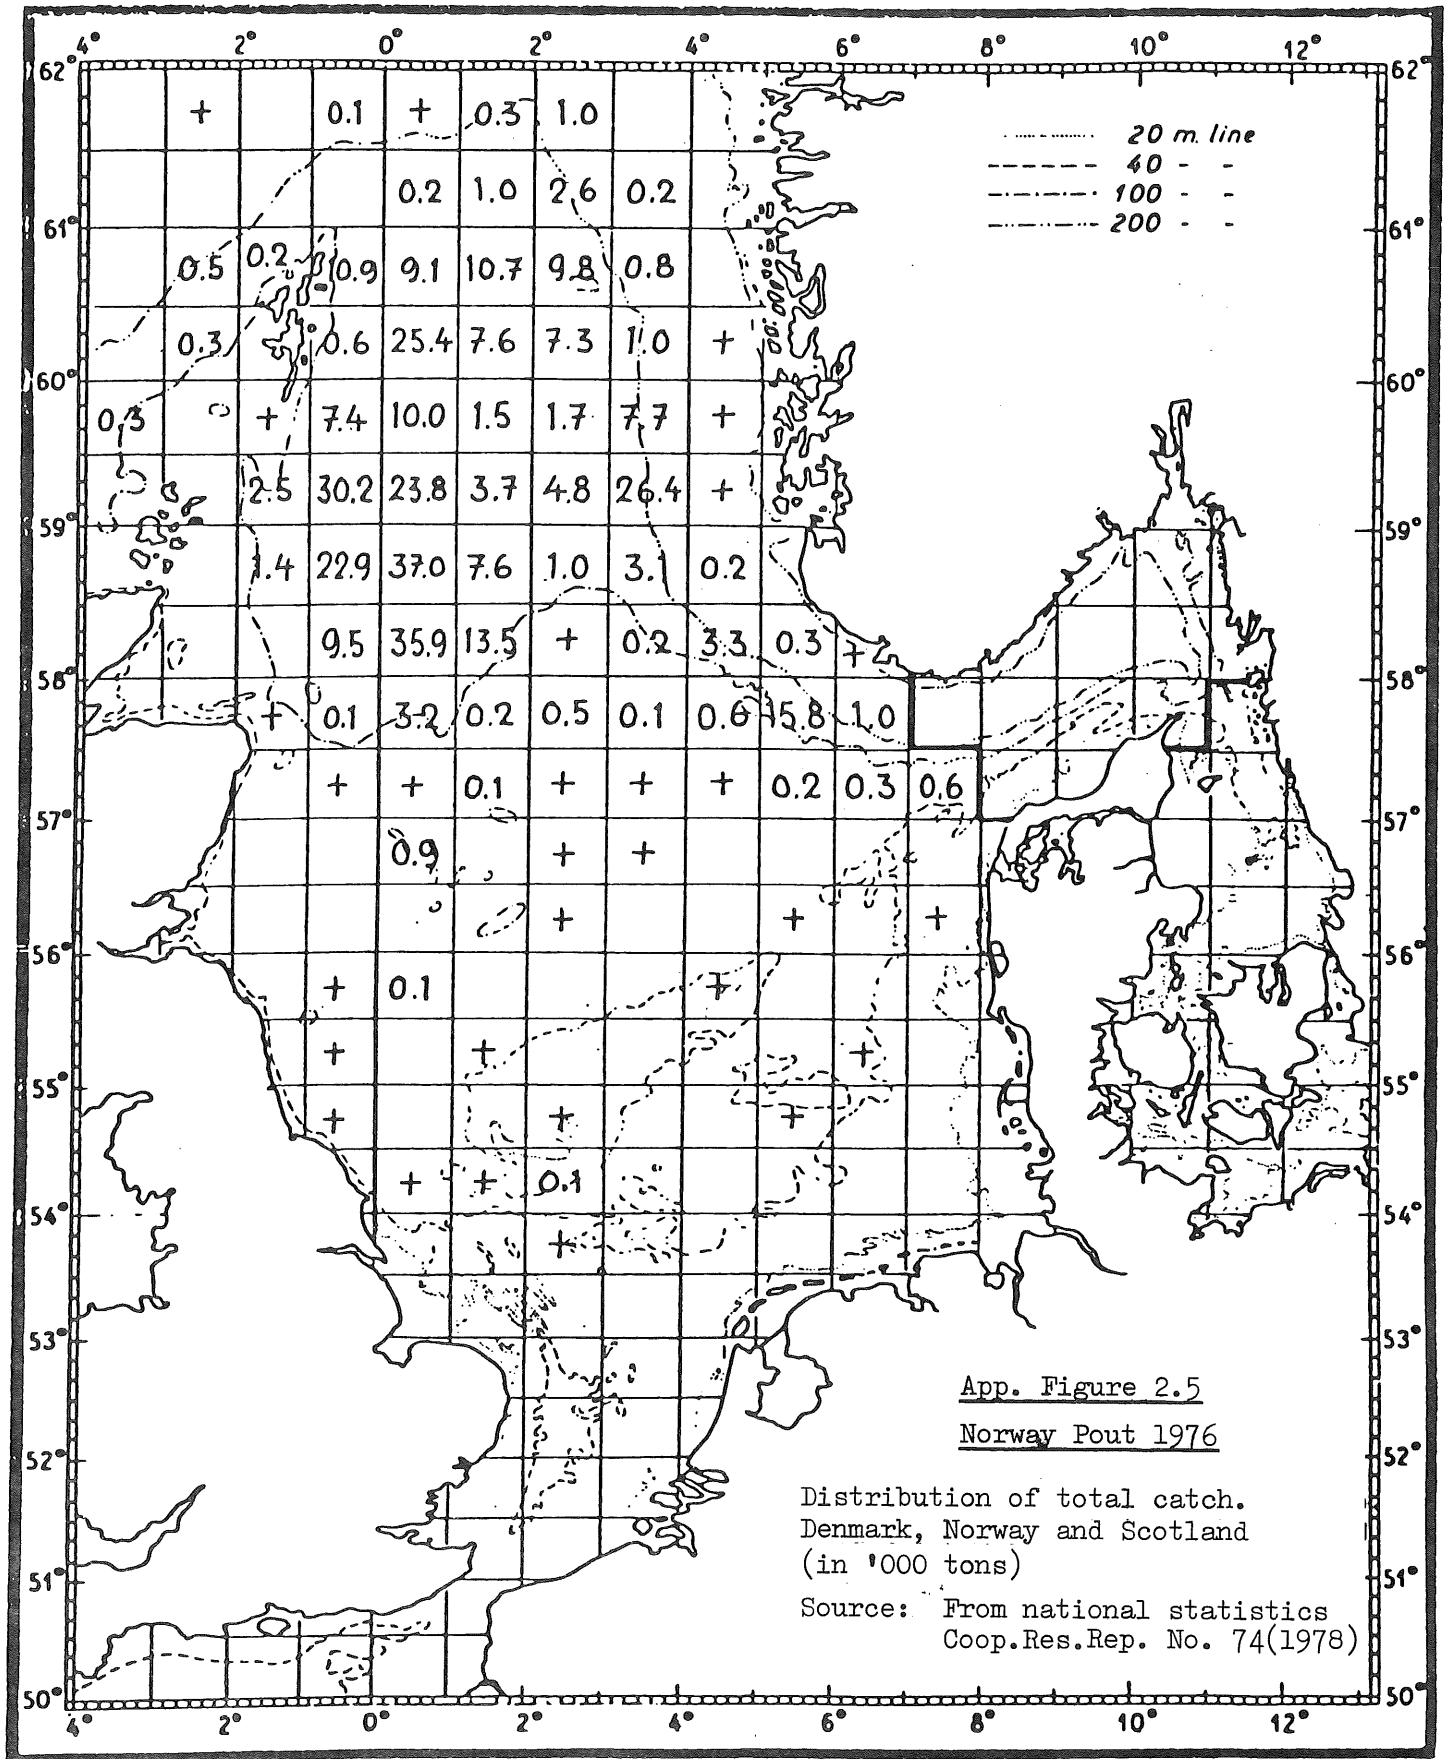 4° 2° 0° 2° 4° 6° 8° 10° 12°
62° 62°
+ 0.1 + 0.3 1.0
20 m. line
40 - -
100 - -
200 - -
0.2 1.0 2.6 0.2
61° 61°
0.5 0.2 0.9 9.1 10.7 9.8 0.8
0.3 0.6 25.4 7.6 7.3 1.0 +
60° 60°
0.3 + 7.4 10.0 1.5 1.7 7.7 +
2.5 30.2 23.8 3.7 4.8 26.4 +
59° 59°
1.4 22.9 37.0 7.6 1.0 3.1 0.2
9.5 35.9 13.5 + 0.2 3.3 0.3 +
58° 58°
+ 0.1 3.2 0.2 0.5 0.1 0.6 15.8 1.0
+ + 0.1 + + + 0.2 0.3 0.6
57° 57°
0.9 + +
+ + +
56° 56°
+ 0.1 +
+ + +
55° 55°
+ + +
+ + 0.1
54° 54°
+
53° 53°
App. Figure 2.5
Norway Pout 1976
52° 52°
Distribution of total catch.
Denmark, Norway and Scotland
(in '000 tons)
51° 51°
Source: From national statistics
Coop.Res.Rep. No. 74(1978)
50° 50°
4° 2° 0° 2° 4° 6° 8° 10° 12°